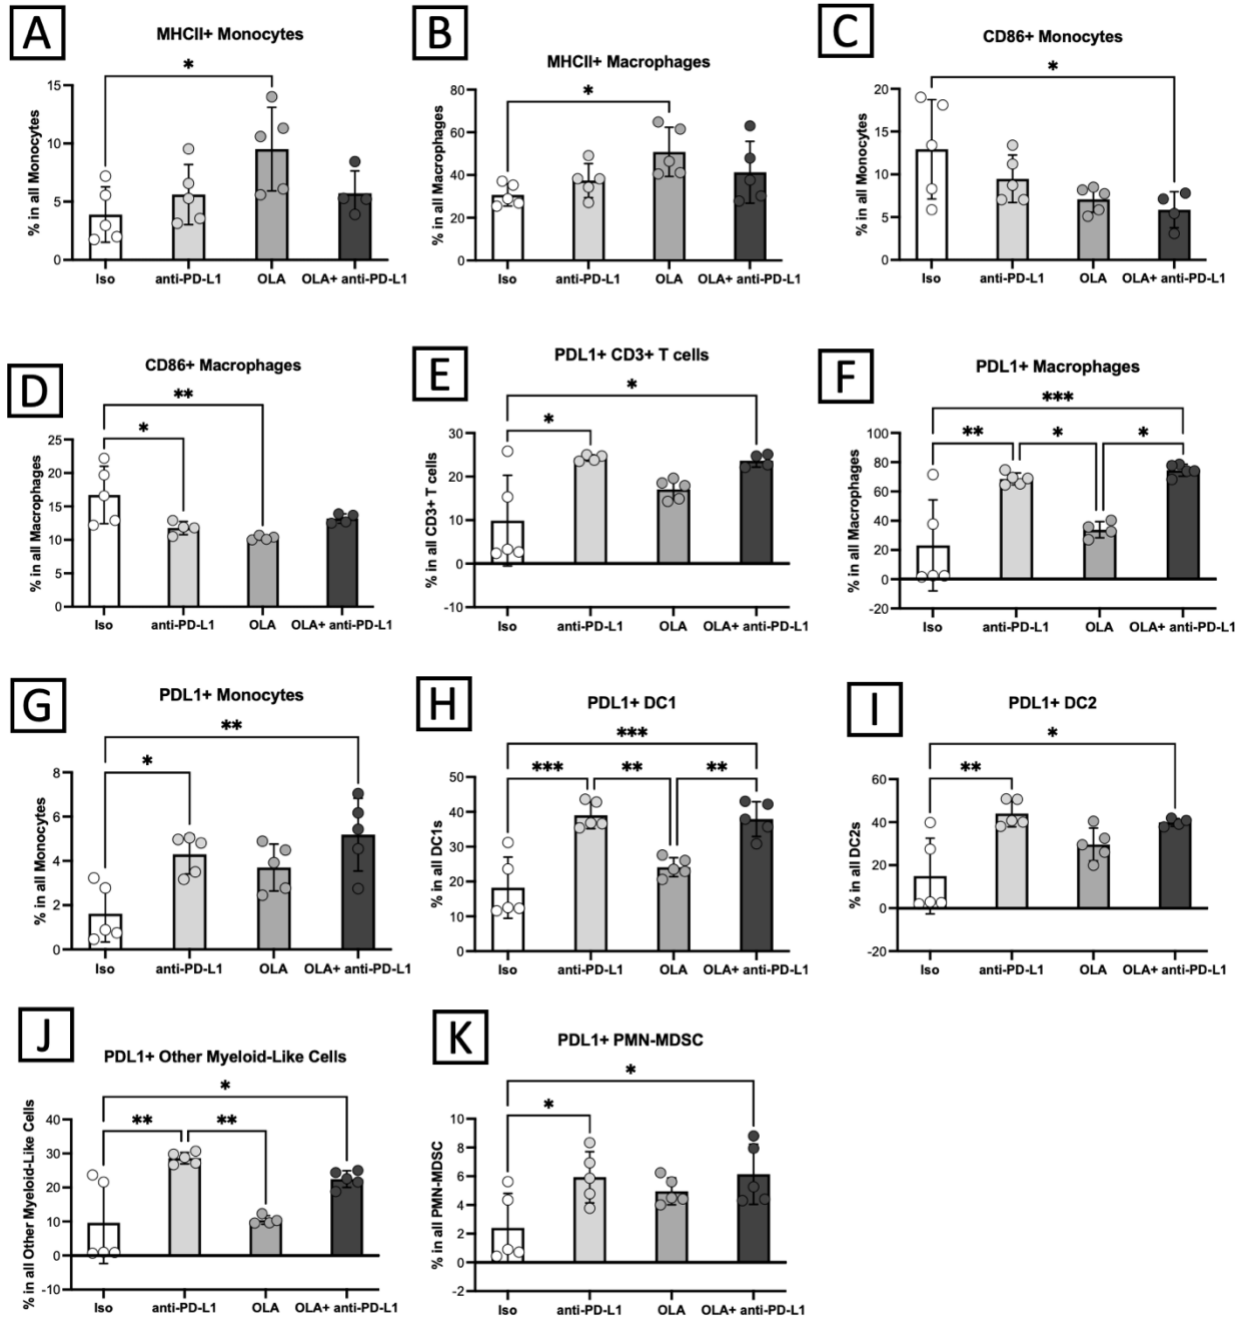 A
MHCII+ Monocytes
*
% in all Monocytes
15
10
5
0
Iso
anti-PD-L1
OLA
OLA+ anti-PD-L1
B
MHCII+ Macrophages
*
% in all Macrophages
80
60
40
20
0
Iso
anti-PD-L1
OLA
OLA+ anti-PD-L1
C
CD86+ Monocytes
*
% in all Monocytes
20
15
10
5
0
Iso
anti-PD-L1
OLA
OLA+ anti-PD-L1
D
CD86+ Macrophages
**
*
% in all Macrophages
25
20
15
10
5
0
Iso
anti-PD-L1
OLA
OLA+ anti-PD-L1
E
PDL1+ CD3+ T cells
*
*
% in all CD3+ T cells
30
20
10
0
-10
Iso
anti-PD-L1
OLA
OLA+ anti-PD-L1
F
PDL1+ Macrophages
***
** * *
% in all Macrophages
100
80
60
40
20
0
-20
Iso
anti-PD-L1
OLA
OLA+ anti-PD-L1
G
PDL1+ Monocytes
**
*
% in all Monocytes
8
6
4
2
0
Iso
anti-PD-L1
OLA
OLA+ anti-PD-L1
H
PDL1+ DC1
***
*** ** **
% in all DC1s
50
40
30
20
10
0
Iso
anti-PD-L1
OLA
OLA+ anti-PD-L1
I
PDL1+ DC2
*
**
% in all DC2s
60
40
20
0
-20
Iso
anti-PD-L1
OLA
OLA+ anti-PD-L1
J
PDL1+ Other Myeloid-Like Cells
*
** **
% in all Other Myeloid-Like Cells
40
30
20
10
0
-10
Iso
anti-PD-L1
OLA
OLA+ anti-PD-L1
K
PDL1+ PMN-MDSC
*
*
% in all PMN-MDSC
10
8
6
4
2
0
-2
Iso
anti-PD-L1
OLA
OLA+ anti-PD-L1